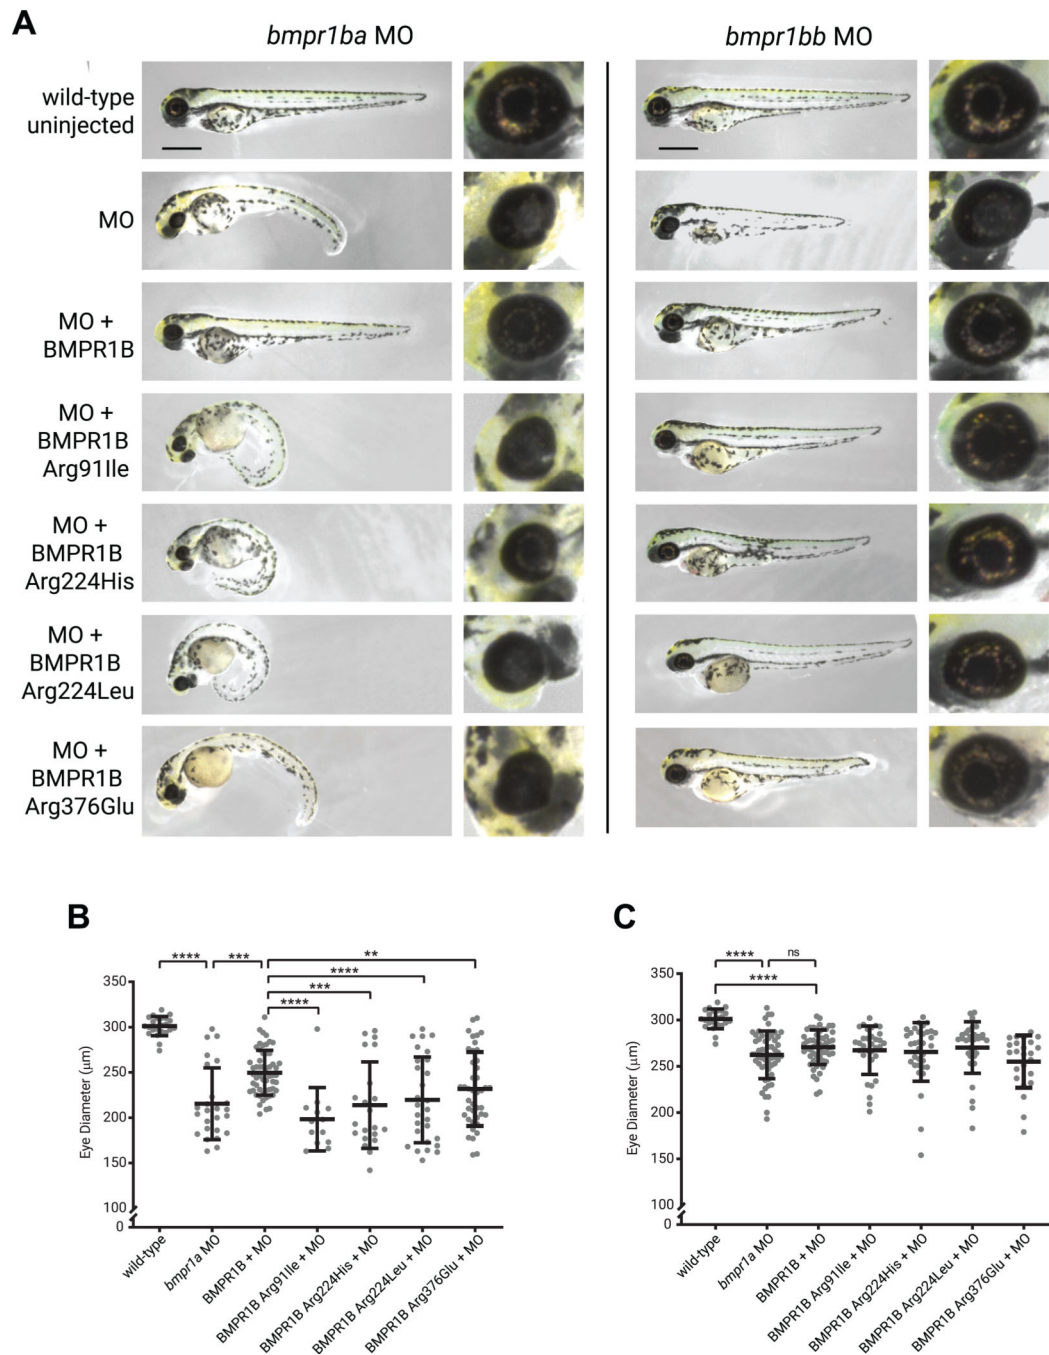 A
bmpr1ba MO
bmpr1bb MO
wild-type
uninjected
MO
MO +
BMPR1B
MO +
BMPR1B
Arg91Ile
MO +
BMPR1B
Arg224His
MO +
BMPR1B
Arg224Leu
MO +
BMPR1B
Arg376Glu
B
**
****
***
****
**** ***
350
300
250
200
150
100
0
Eye Diameter (μm)
wild-type
bmpr1a MO
BMPR1B + MO
BMPR1B Arg91Ile + MO
BMPR1B Arg224His + MO
BMPR1B Arg224Leu + MO
BMPR1B Arg376Glu + MO
C
**** ns
****
350
300
250
200
150
100
0
Eye Diameter (μm)
wild-type
bmpr1a MO
BMPR1B + MO
BMPR1B Arg91Ile + MO
BMPR1B Arg224His + MO
BMPR1B Arg224Leu + MO
BMPR1B Arg376Glu + MO